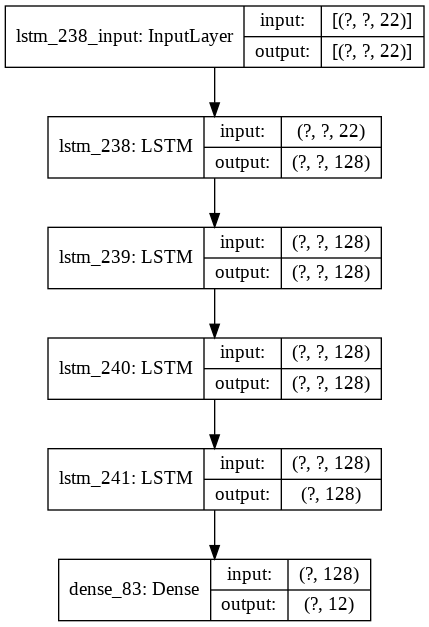 lstm_238_input: InputLayer
input: [(?, ?, 22)]
output: [(?, ?, 22)]
lstm_238: LSTM
input: (?, ?, 22)
output: (?, ?, 128)
lstm_239: LSTM
input: (?, ?, 128)
output: (?, ?, 128)
lstm_240: LSTM
input: (?, ?, 128)
output: (?, ?, 128)
lstm_241: LSTM
input: (?, ?, 128)
output: (?, 128)
dense_83: Dense
input: (?, 128)
output: (?, 12)